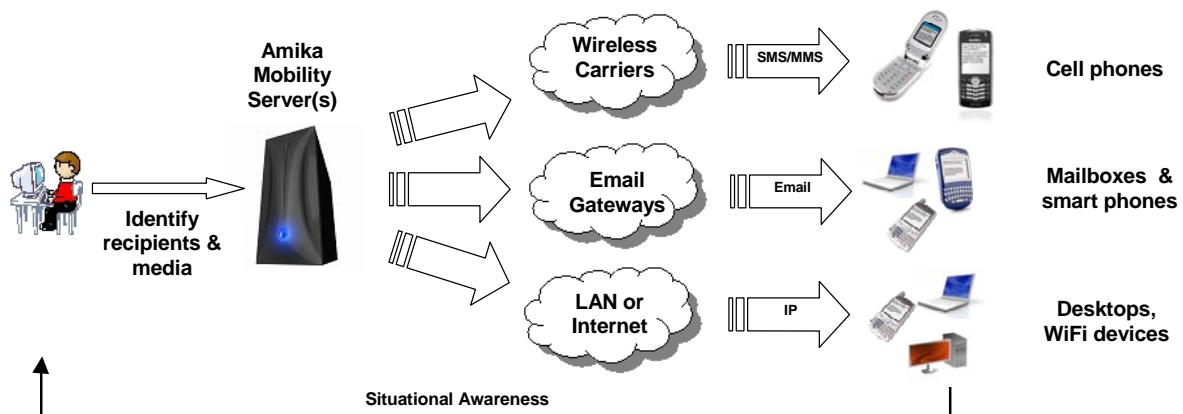 Amika
Mobility
Server(s)
Identify
recipients &
media
Wireless
Carriers
SMS/MMS
Cell phones
Email
Gateways
Email
Mailboxes &
smart phones
LAN or
Internet
IP
Desktops,
WiFi devices
Situational Awareness